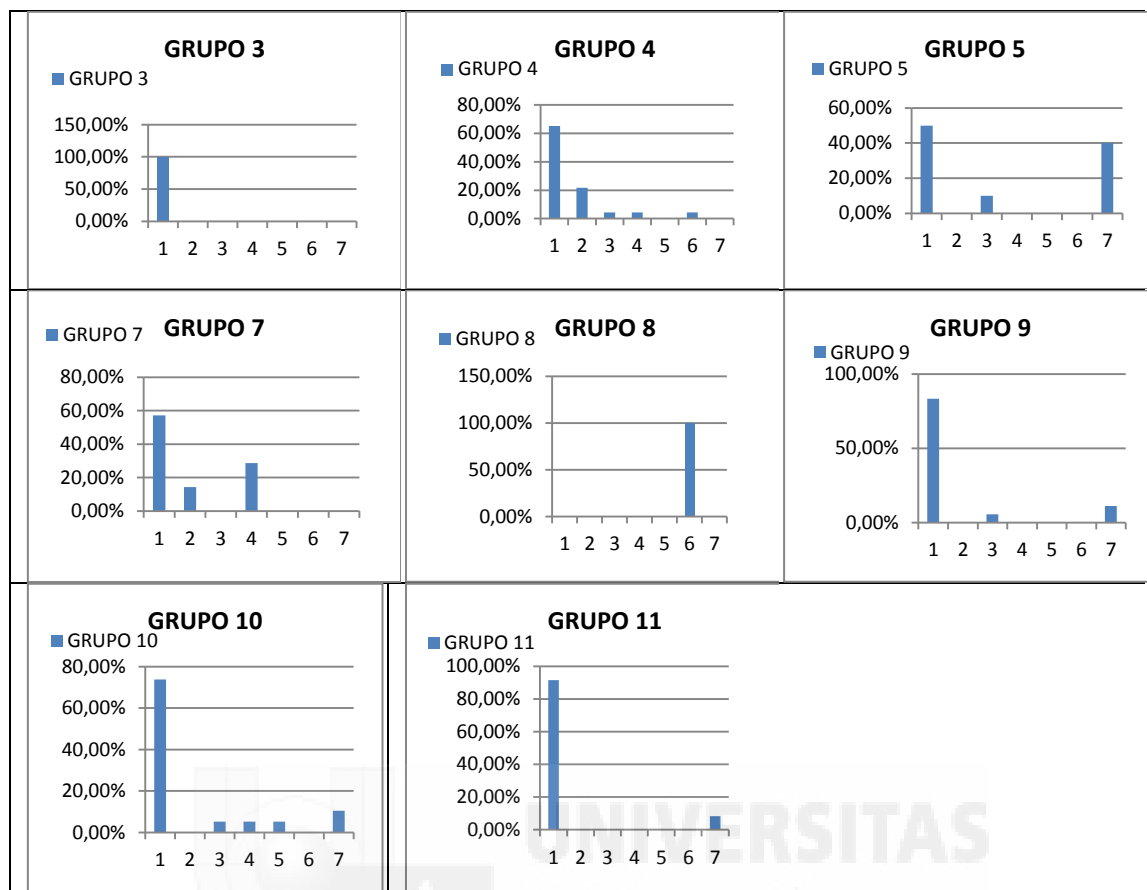 GRUPO 3
GRUPO 3
150,00%
100,00%
50,00%
0,00%
1 2 3 4 5 6 7
GRUPO 4
GRUPO 4
80,00%
60,00%
40,00%
20,00%
0,00%
1 2 3 4 5 6 7
GRUPO 5
GRUPO 5
60,00%
40,00%
20,00%
0,00%
1 2 3 4 5 6 7
GRUPO 7
GRUPO 7
80,00%
60,00%
40,00%
20,00%
0,00%
1 2 3 4 5 6 7
GRUPO 8
GRUPO 8
150,00%
100,00%
50,00%
0,00%
1 2 3 4 5 6 7
GRUPO 9
GRUPO 9
100,00%
50,00%
0,00%
1 2 3 4 5 6 7
GRUPO 10
GRUPO 10
80,00%
60,00%
40,00%
20,00%
0,00%
1 2 3 4 5 6 7
GRUPO 11
GRUPO 11
100,00%
80,00%
60,00%
40,00%
20,00%
0,00%
1 2 3 4 5 6 7
UNIVERSITAS